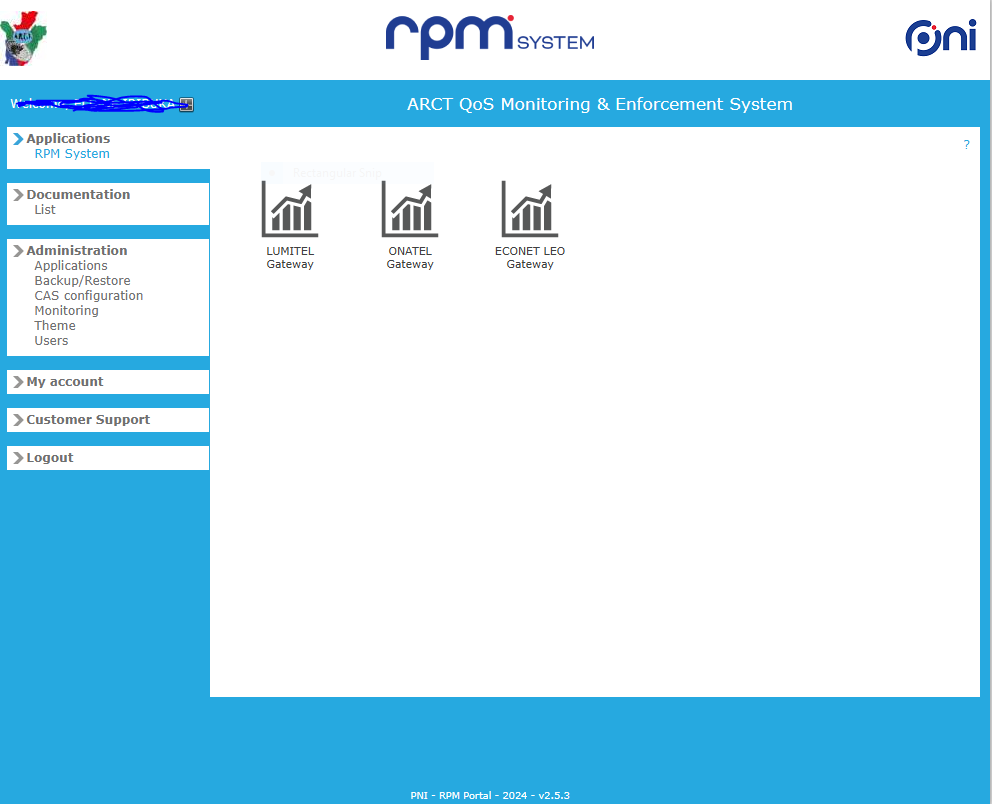 ARCT
rpm SYSTEM
pni
Welcome
ARCT QoS Monitoring & Enforcement System
Applications
RPM System
?
Rectangular Snip
Documentation
List
Administration
Applications
Backup/Restore
CAS configuration
Monitoring
Theme
Users
My account
Customer Support
Logout
LUMITEL
Gateway
ONATEL
Gateway
ECONET LEO
Gateway
PNI - RPM Portal - 2024 - v2.5.3